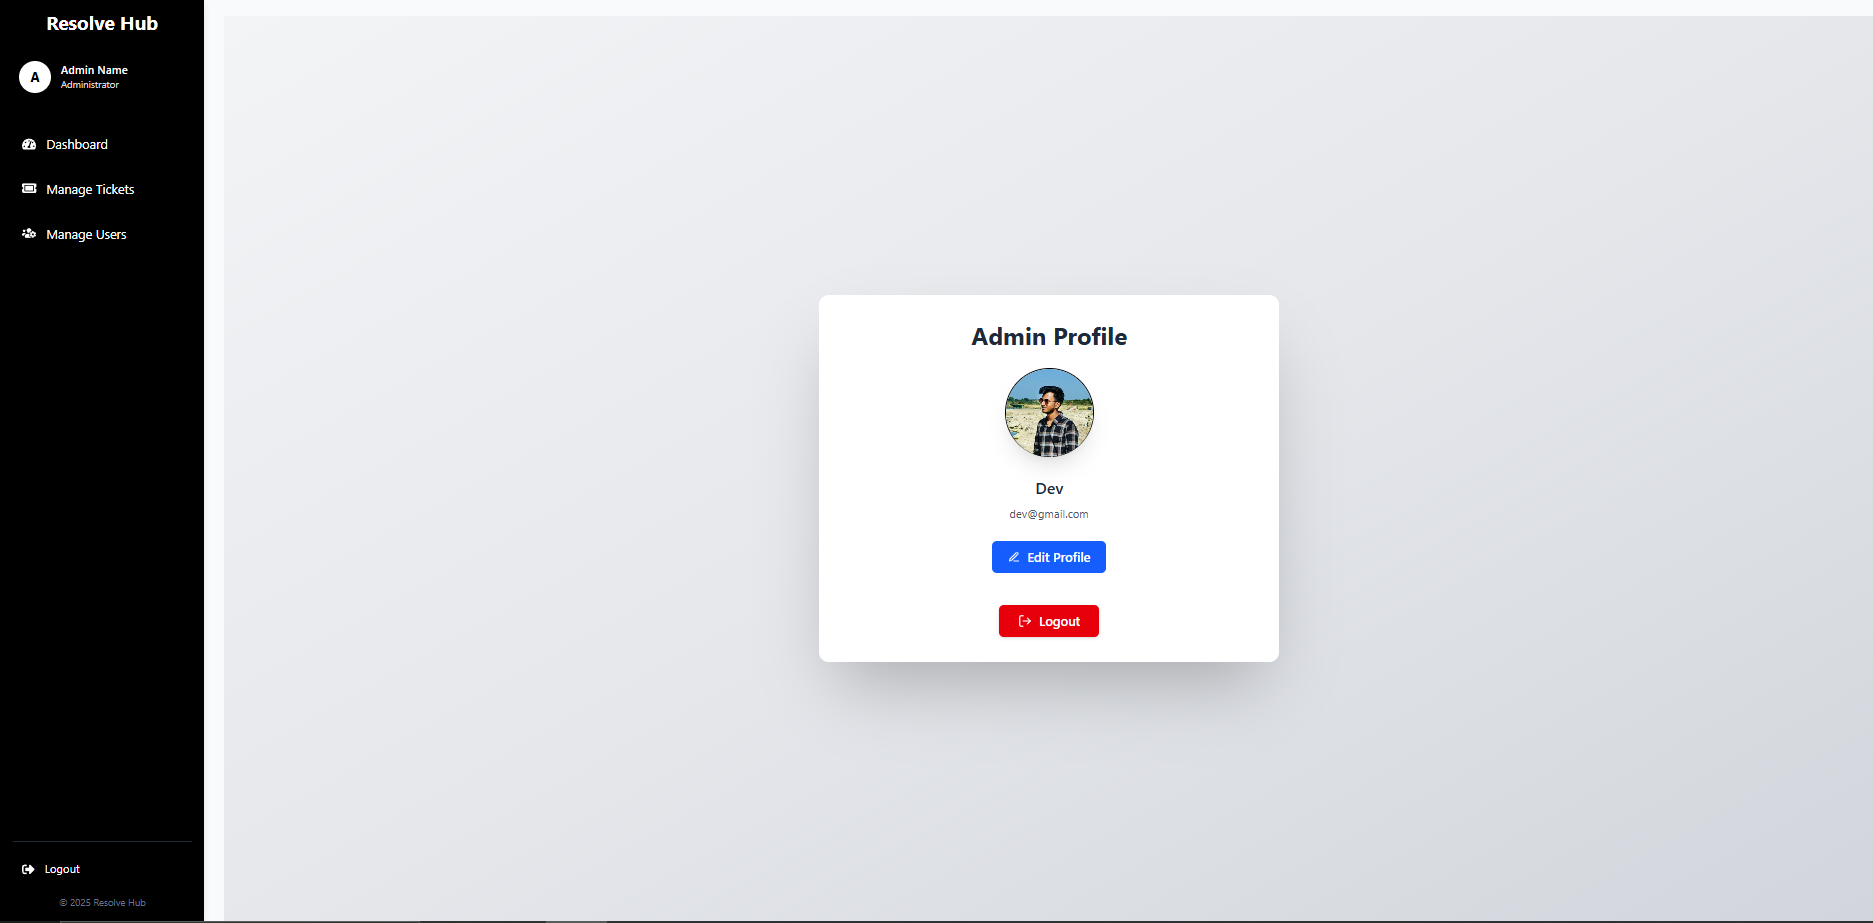 Resolve Hub
A
Admin Name
Administrator
Dashboard
Manage Tickets
Manage Users
Logout
© 2025 Resolve Hub
Admin Profile
Dev
dev@gmail.com
Edit Profile
Logout